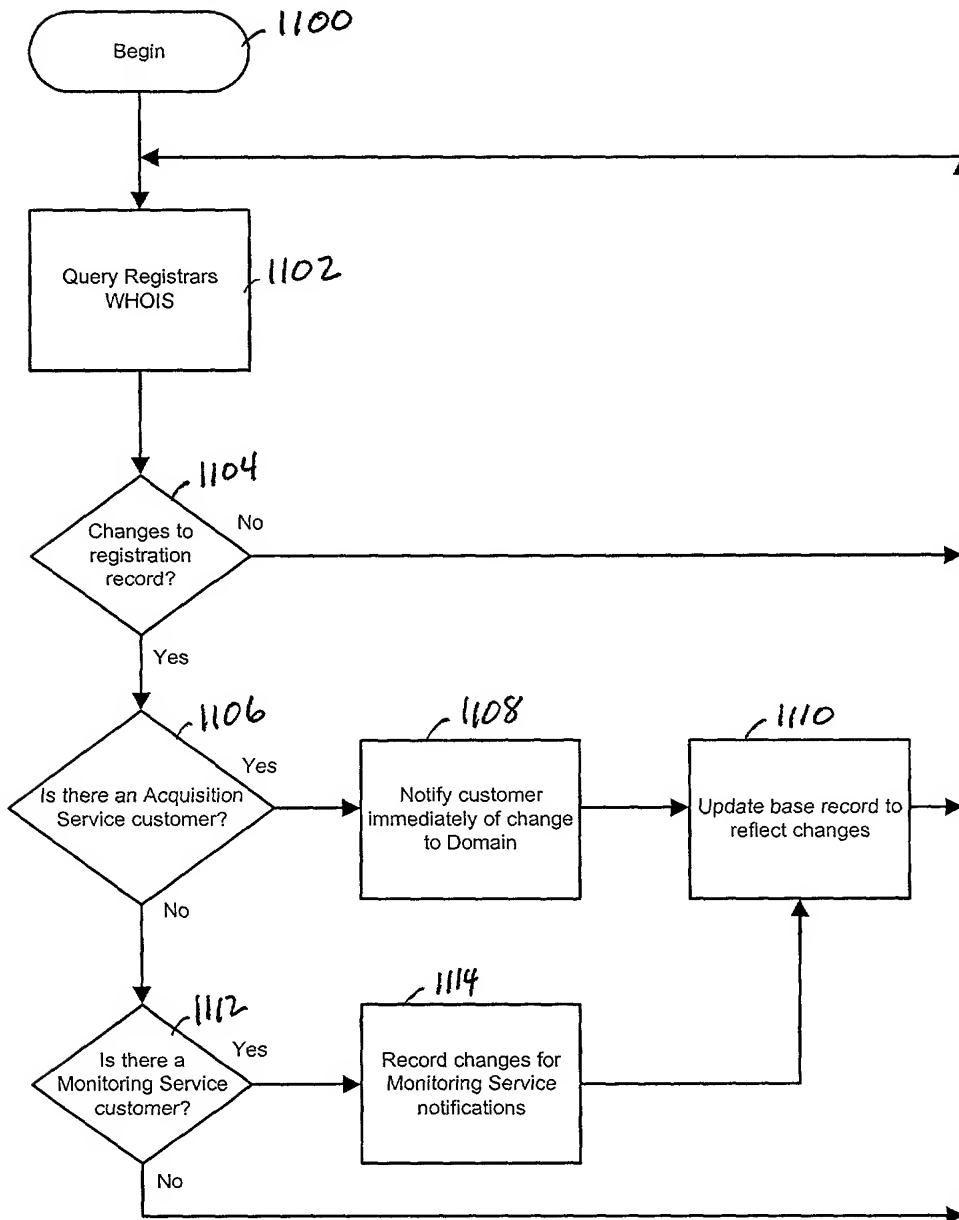 1100
Begin
1102
Query Registrars
WHOIS
1104
Changes to
registration
record?
No
Yes
1106
Is there an Acquisition
Service customer?
Yes
1108
Notify customer
immediately of change
to Domain
1110
Update base record to
reflect changes
No
1112
Is there a
Monitoring Service
customer?
Yes
1114
Record changes for
Monitoring Service
notifications
No